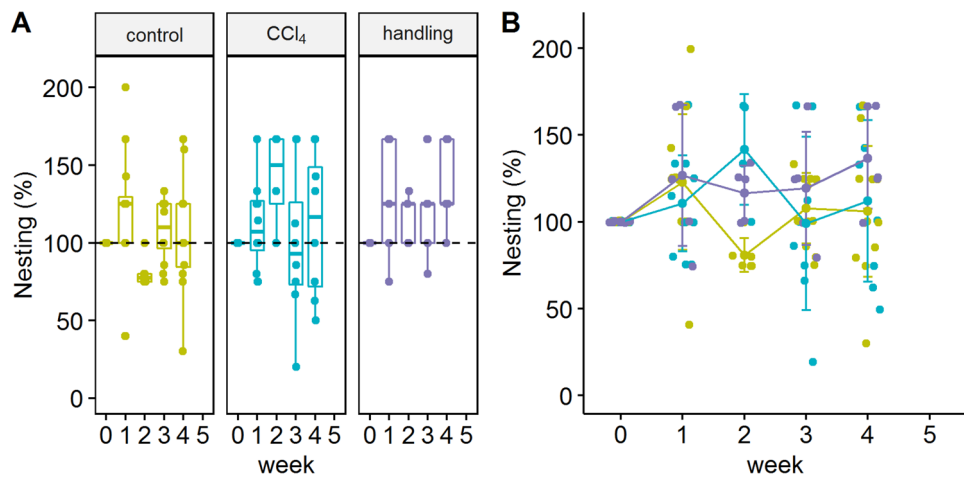 A
control
CCl₄
handling
Nesting (%)
200
150
100
50
0
0 1 2 3 4 5
0 1 2 3 4 5
0 1 2 3 4 5
week
week
week
B
Nesting (%)
200
150
100
50
0
0 1 2 3 4 5
week